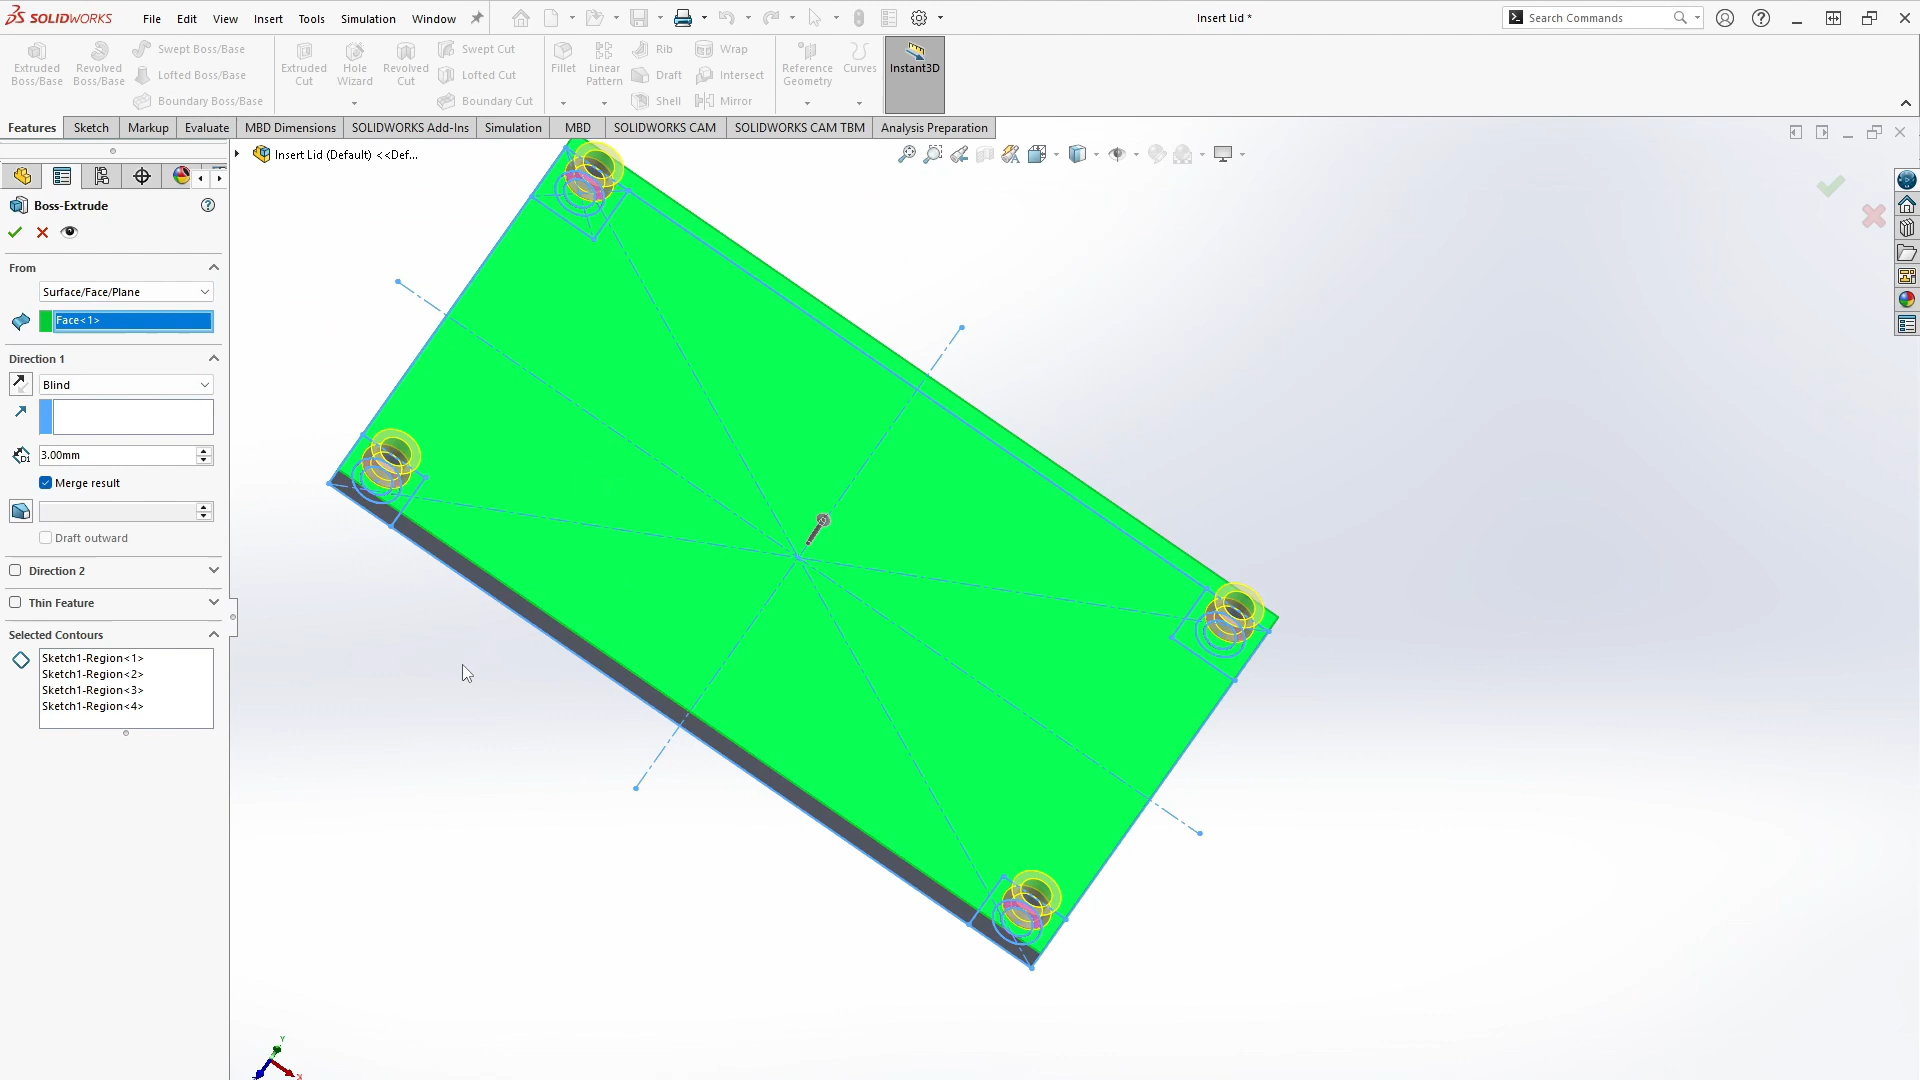 SOLIDWORKS
File Edit View Insert Tools Simulation Window
Insert Lid *
Search Commands
Extruded Boss/Base
Revolved Boss/Base
Swept Boss/Base
Lofted Boss/Base
Boundary Boss/Base
Extruded Cut
Hole Wizard
Revolved Cut
Swept Cut
Lofted Cut
Boundary Cut
Fillet
Linear Pattern
Rib
Draft
Shell
Wrap
Intersect
Mirror
Reference Geometry
Curves
Instant3D
Features Sketch Markup Evaluate MBD Dimensions SOLIDWORKS Add-Ins Simulation MBD SOLIDWORKS CAM SOLIDWORKS CAM TBM Analysis Preparation
Insert Lid (Default) <<Def...
Boss-Extrude
From
Surface/Face/Plane
Face<1>
Direction 1
Blind
D1
3.00mm
Merge result
Draft outward
Direction 2
Thin Feature
Selected Contours
Sketch1-Region<1>
Sketch1-Region<2>
Sketch1-Region<3>
Sketch1-Region<4>
Y
X